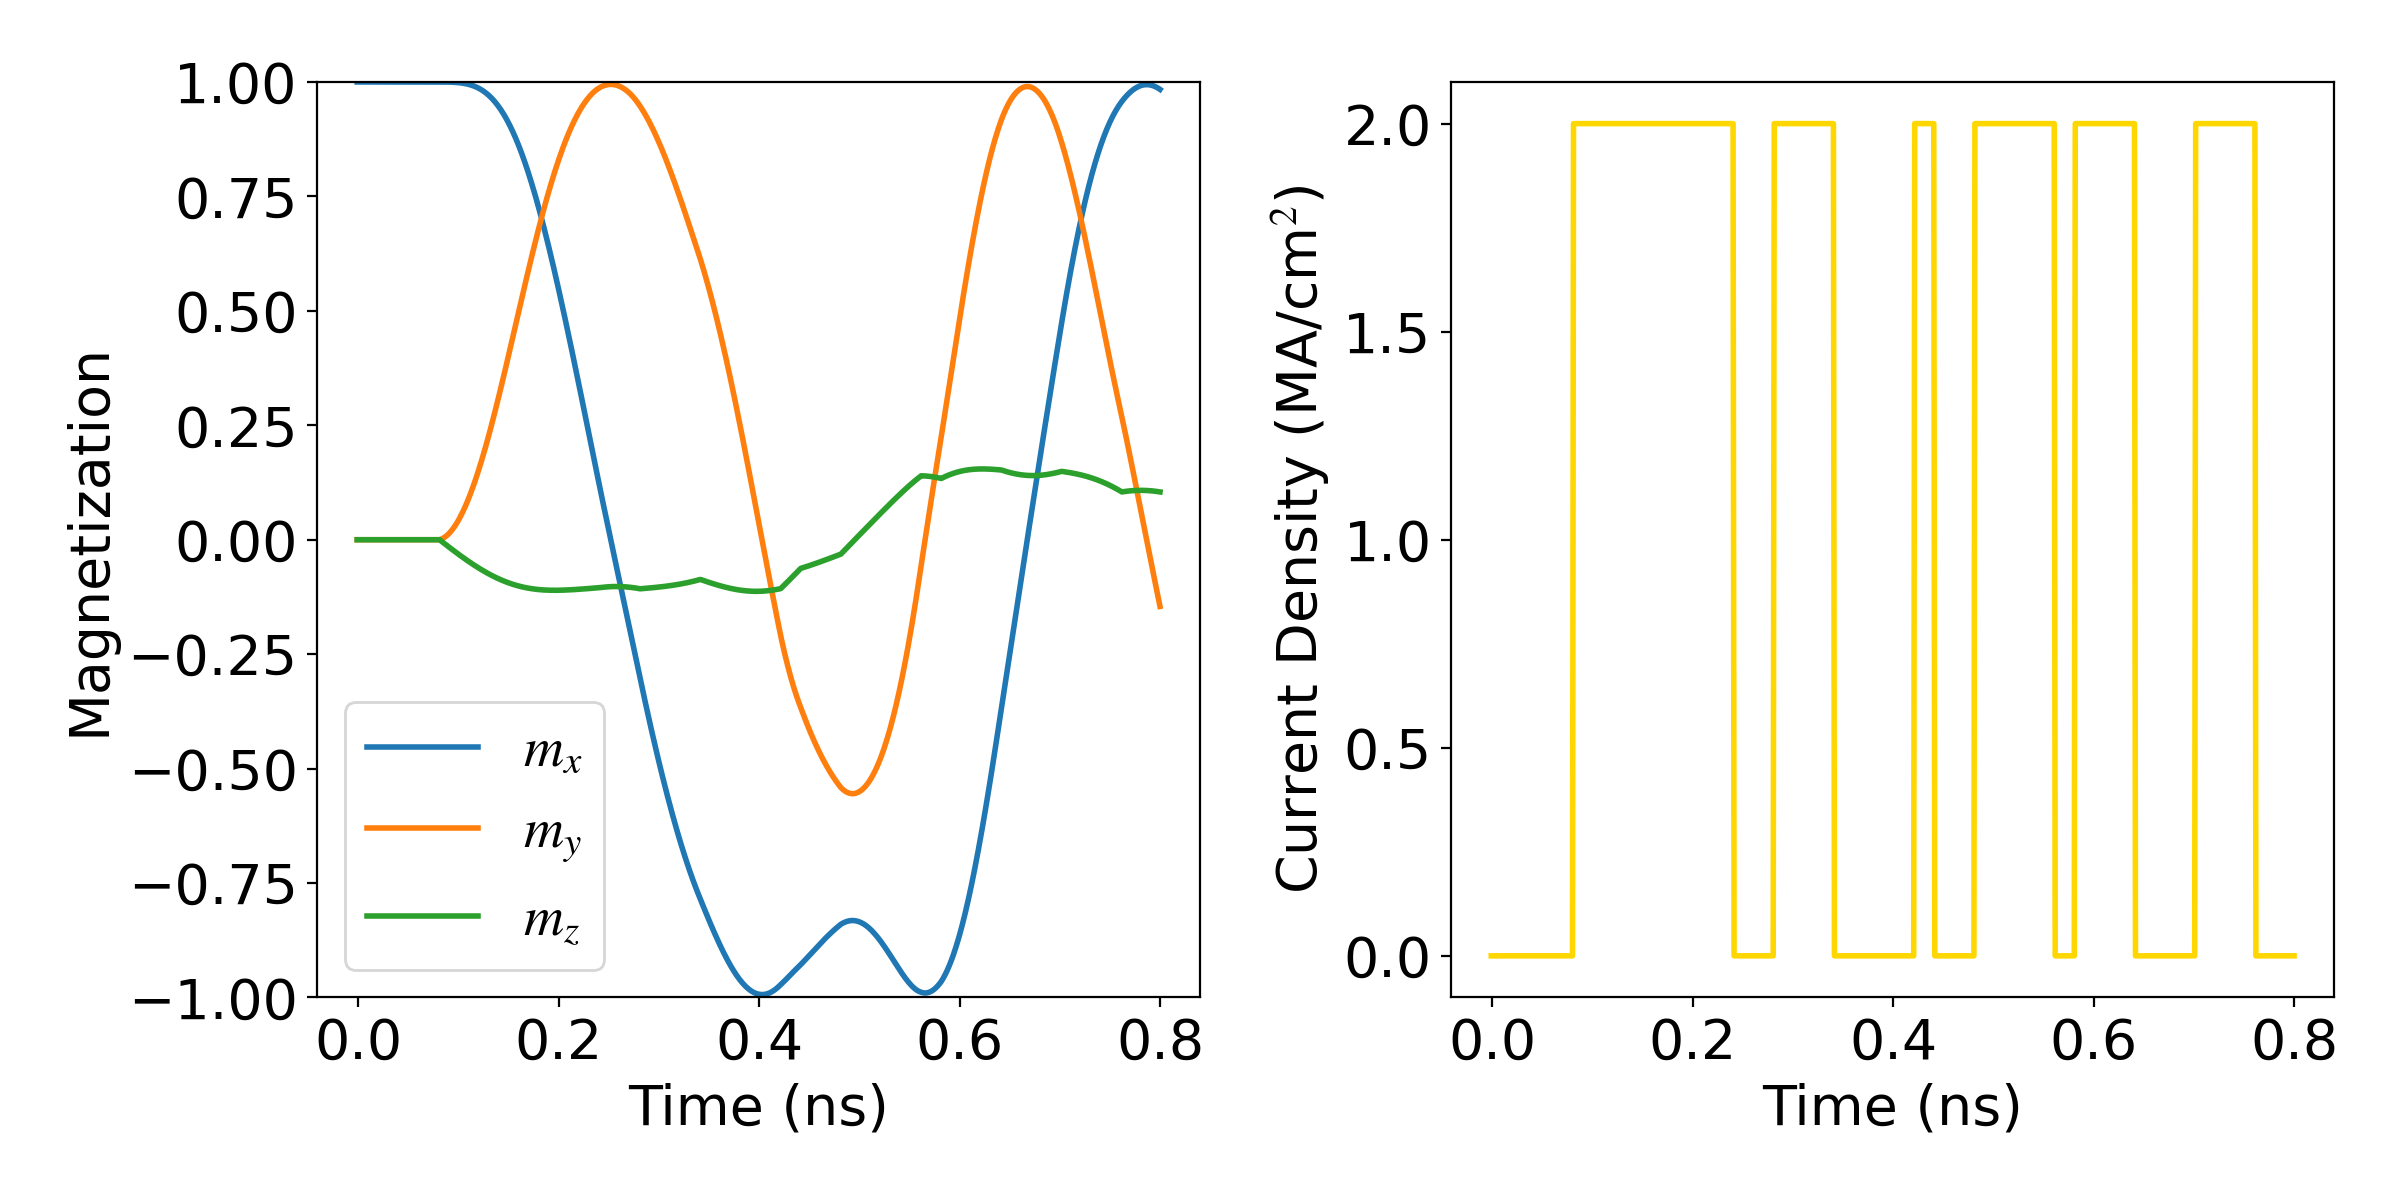 Magnetization
1.00
0.75
0.50
0.25
0.00
−0.25
−0.50
−0.75
−1.00
m_x
m_y
m_z
0.0 0.2 0.4 0.6 0.8
Time (ns)
Current Density (MA/cm²)
2.0
1.5
1.0
0.5
0.0
0.0 0.2 0.4 0.6 0.8
Time (ns)